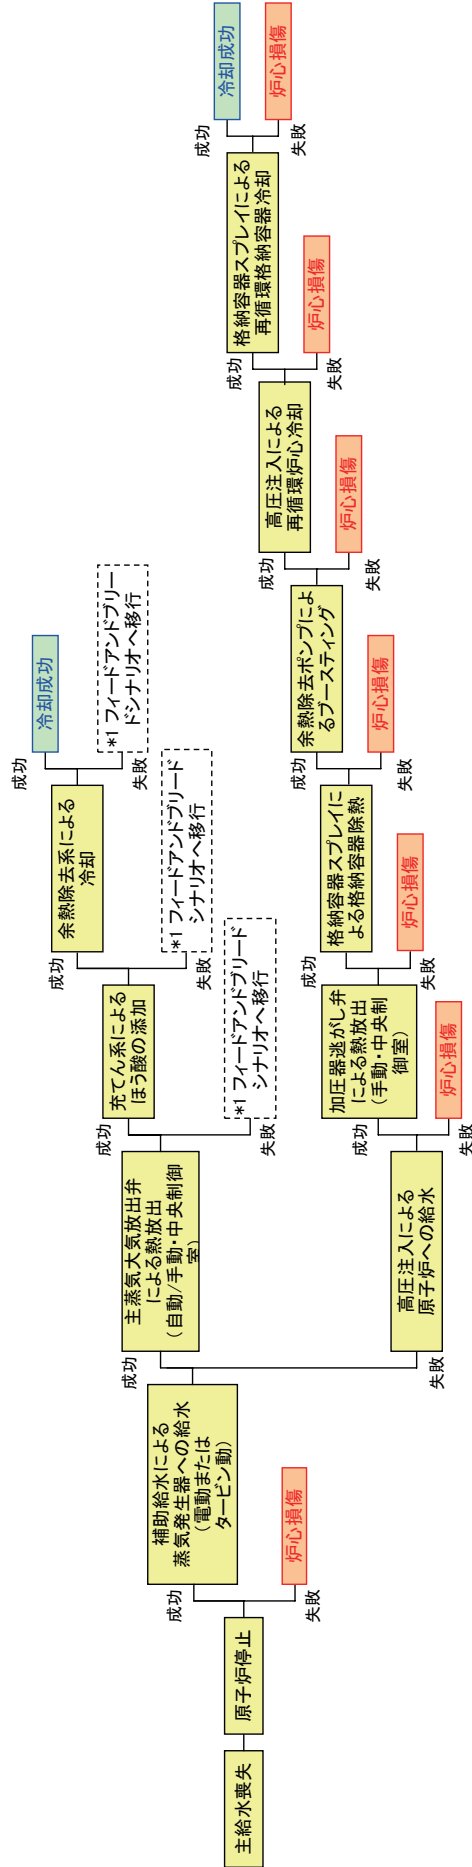 主給水喪失
原子炉停止
成功
失敗
炉心損傷
補助給水による
蒸気発生器への給水
(電動または
タービン動)
成功
失敗
主蒸気大気放出弁
による熱放出
(自動/手動・中央制御
室)
成功
失敗
*1 フィードアンドブリード
シナリオへ移行
充てん系による
ほう酸の添加
成功
失敗
*1 フィードアンドブリード
シナリオへ移行
余熱除去系による
冷却
成功
失敗
冷却成功
*1 フィードアンドブリー
ドシナリオへ移行
高圧注入による
原子炉への給水
成功
失敗
炉心損傷
加圧器逃がし弁
による熱放出
(手動・中央制
御室)
成功
失敗
炉心損傷
格納容器スプレイに
よる格納容器除熱
成功
失敗
炉心損傷
余熱除去ポンプによ
るブースティング
成功
失敗
炉心損傷
高圧注入による
再循環炉心冷却
成功
失敗
炉心損傷
格納容器スプレイによる
再循環格納容器冷却
成功
失敗
冷却成功
炉心損傷